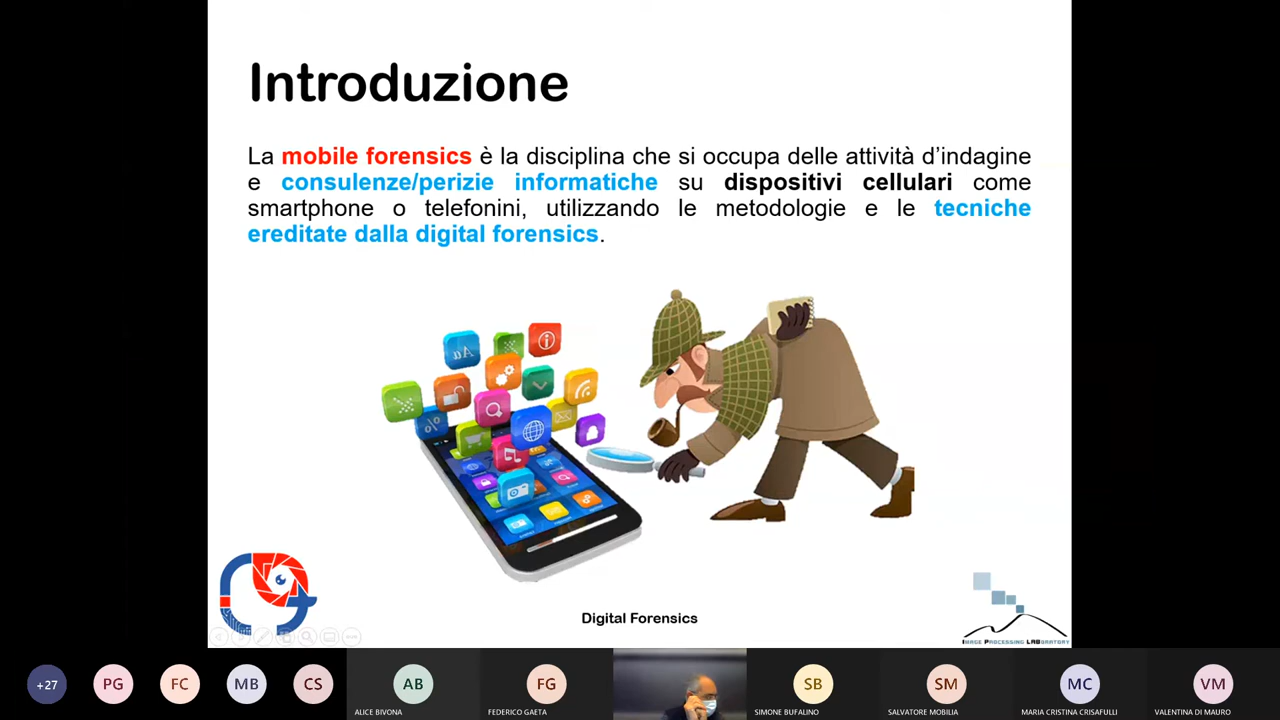 Introduzione
La mobile forensics è la disciplina che si occupa delle attività d'indagine
e consulenze/perizie informatiche su dispositivi cellulari come
smartphone o telefonini, utilizzando le metodologie e le tecniche
ereditate dalla digital forensics.
Aa
%
Digital Forensics
IMAGE PROCESSING LABORATORY
+27
PG
FC
MB
CS
AB
FG
SB
SM
MC
VM
ALICE BIVONA
FEDERICO GAETA
SIMONE BUFALINO
SALVATORE MOBILIA
MARIA CRISTINA CRISAFULLI
VALENTINA DI MAURO